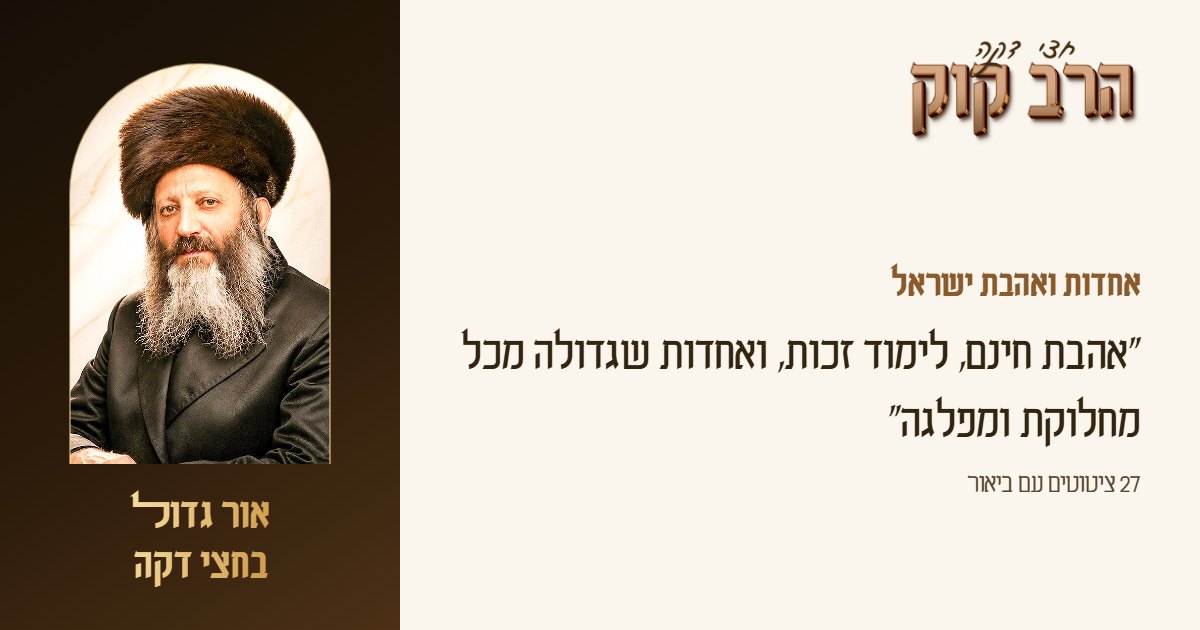 חצי דקה
הרב קוק
אחדות ואהבת ישראל
"אהבת חינם, לימוד זכות, ואחדות שגדולה מכל
מחלוקת ומפלגה"
27 ציטוטים עם ביאור
אור גדול
בחצי דקה